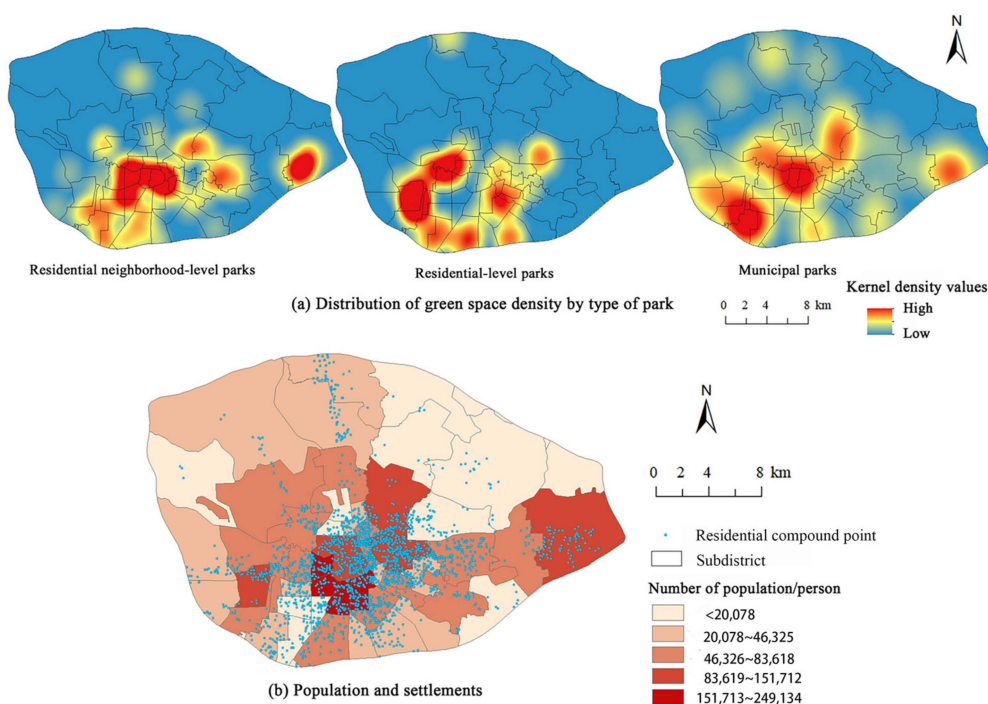 N
Residential neighborhood-level parks
Residential-level parks
Municipal parks
(a) Distribution of green space density by type of park
0 2 4 8 km
Kernel density values
High
Low
N
0 2 4 8 km
Residential compound point
Subdistrict
Number of population/person
<20,078
20,078~46,325
46,326~83,618
83,619~151,712
151,713~249,134
(b) Population and settlements